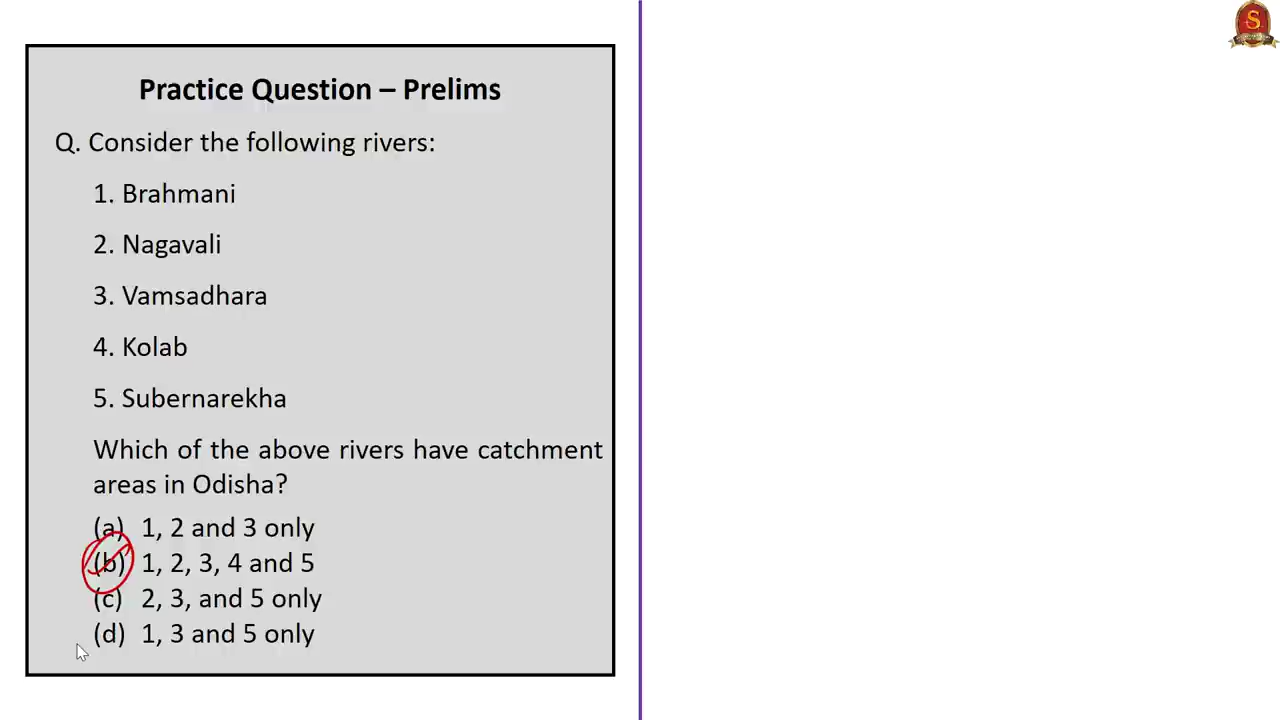 Practice Question – Prelims
Q. Consider the following rivers:
1. Brahmani
2. Nagavali
3. Vamsadhara
4. Kolab
5. Subernarekha
Which of the above rivers have catchment
areas in Odisha?
(a) 1, 2 and 3 only
(b) 1, 2, 3, 4 and 5
(c) 2, 3, and 5 only
(d) 1, 3 and 5 only
S